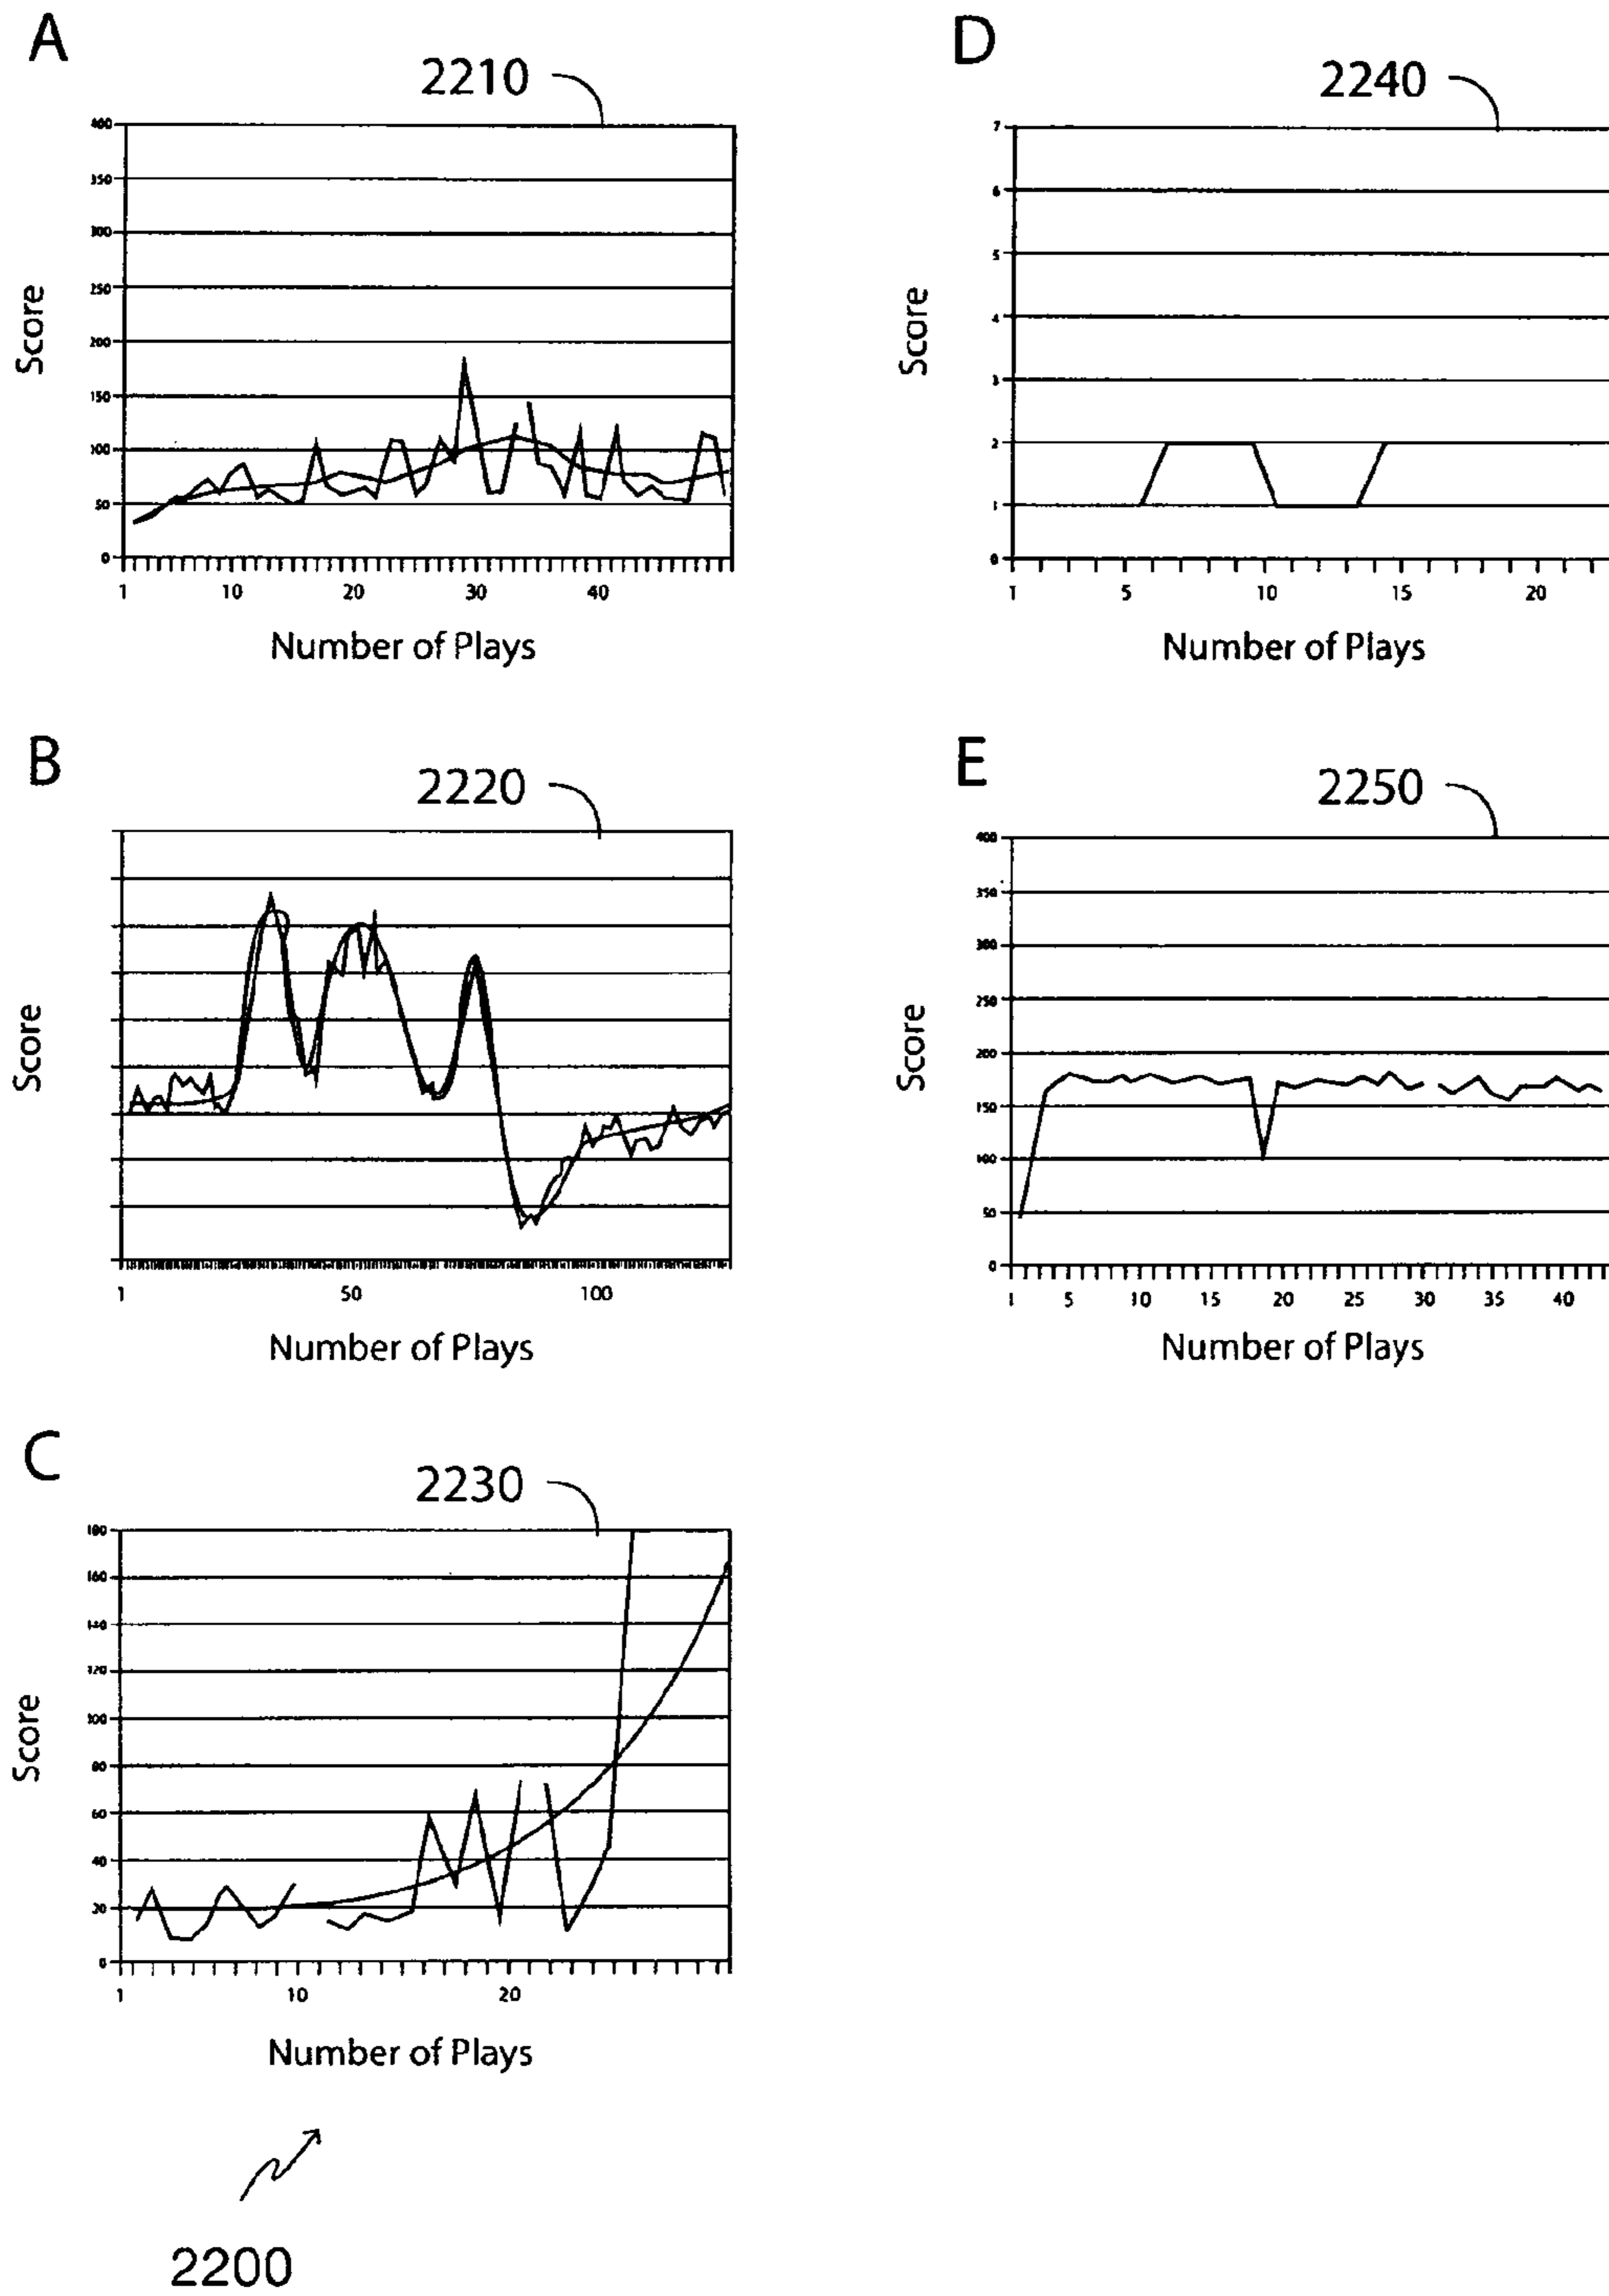 A
2210
400
350
300
250
200
150
100
50
0
Score
1 10 20 30 40
Number of Plays
B
2220
Score
1 50 100
Number of Plays
C
2230
180
160
140
120
100
80
60
40
20
0
Score
1 10 20
Number of Plays
2200
D
2240
7
6
5
4
3
2
1
0
Score
1 5 10 15 20
Number of Plays
E
2250
400
350
300
250
200
150
100
50
0
Score
1 5 10 15 20 25 30 35 40
Number of Plays